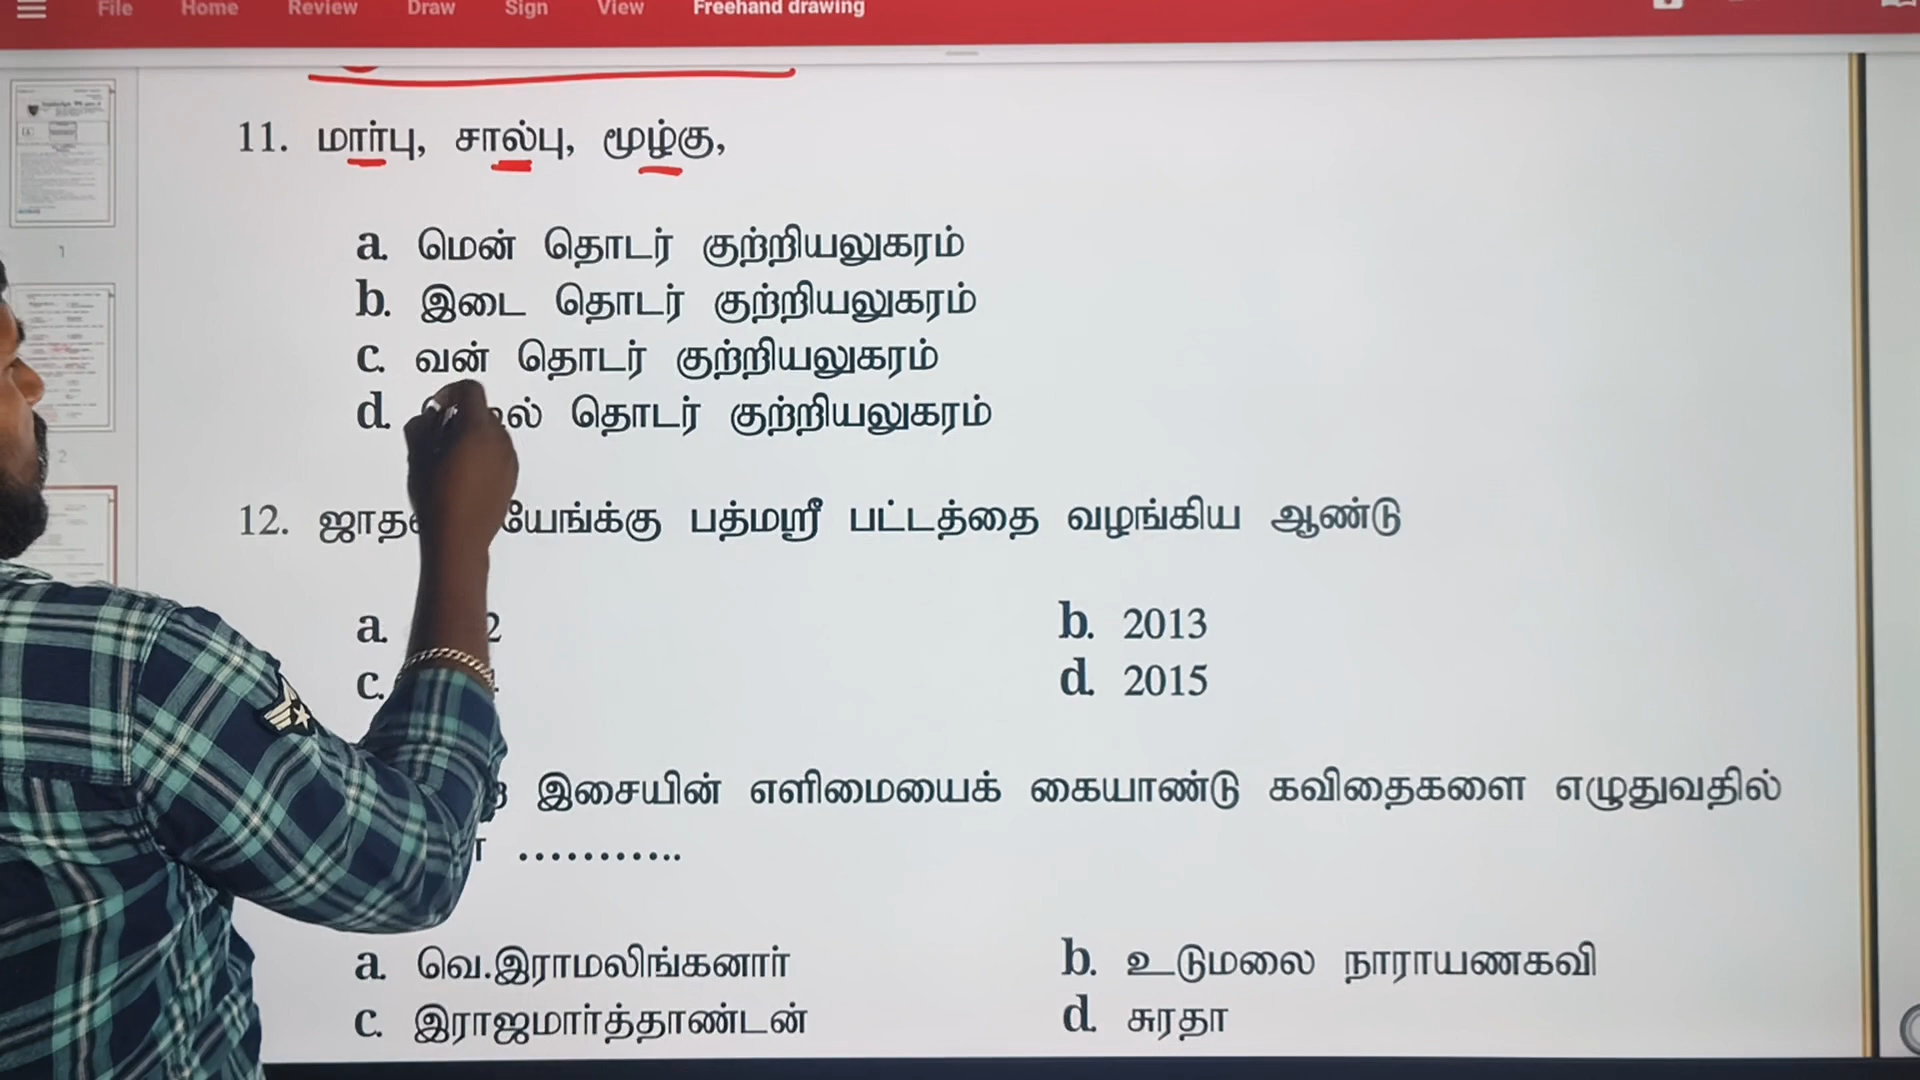 File Home Review Draw Sign View Freehand drawing
11. மார்பு, சால்பு, மூழ்கு,
a. மென் தொடர் குற்றியலுகரம்
b. இடை தொடர் குற்றியலுகரம்
c. வன் தொடர் குற்றியலுகரம்
d. தொடர் குற்றியலுகரம்
12. பத்மஸ்ரீ பட்டத்தை வழங்கிய ஆண்டு
a. b. 2013
c. d. 2015
இசையின் எளிமையைக் கையாண்டு கவிதைகளை எழுதுவதில்
...........
a. வெ.இராமலிங்கனார் b. உடுமலை நாராயணகவி
c. இராஜமார்த்தாண்டன் d. சுரதா
1
2